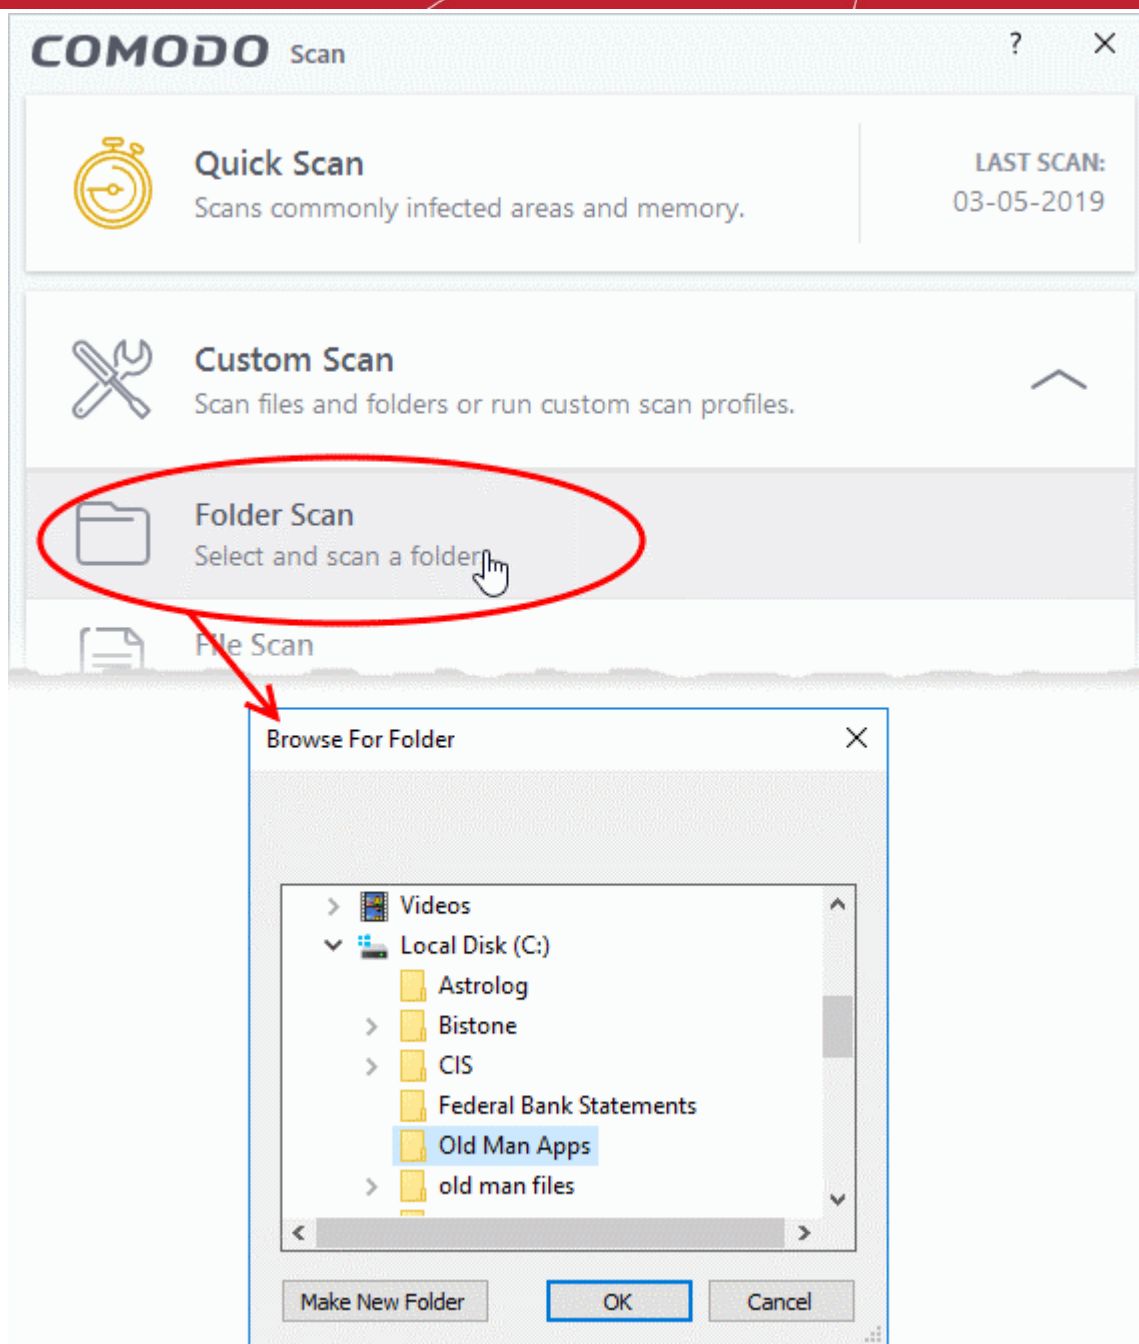 COMODO Scan ?
Quick Scan
Scans commonly infected areas and memory.
LAST SCAN:
03-05-2019
Custom Scan
Scan files and folders or run custom scan profiles.
Folder Scan
Select and scan a folder
File Scan
Browse For Folder
Videos
Local Disk (C:)
Astrolog
Bistone
CIS
Federal Bank Statements
Old Man Apps
old man files
Make New Folder OK Cancel